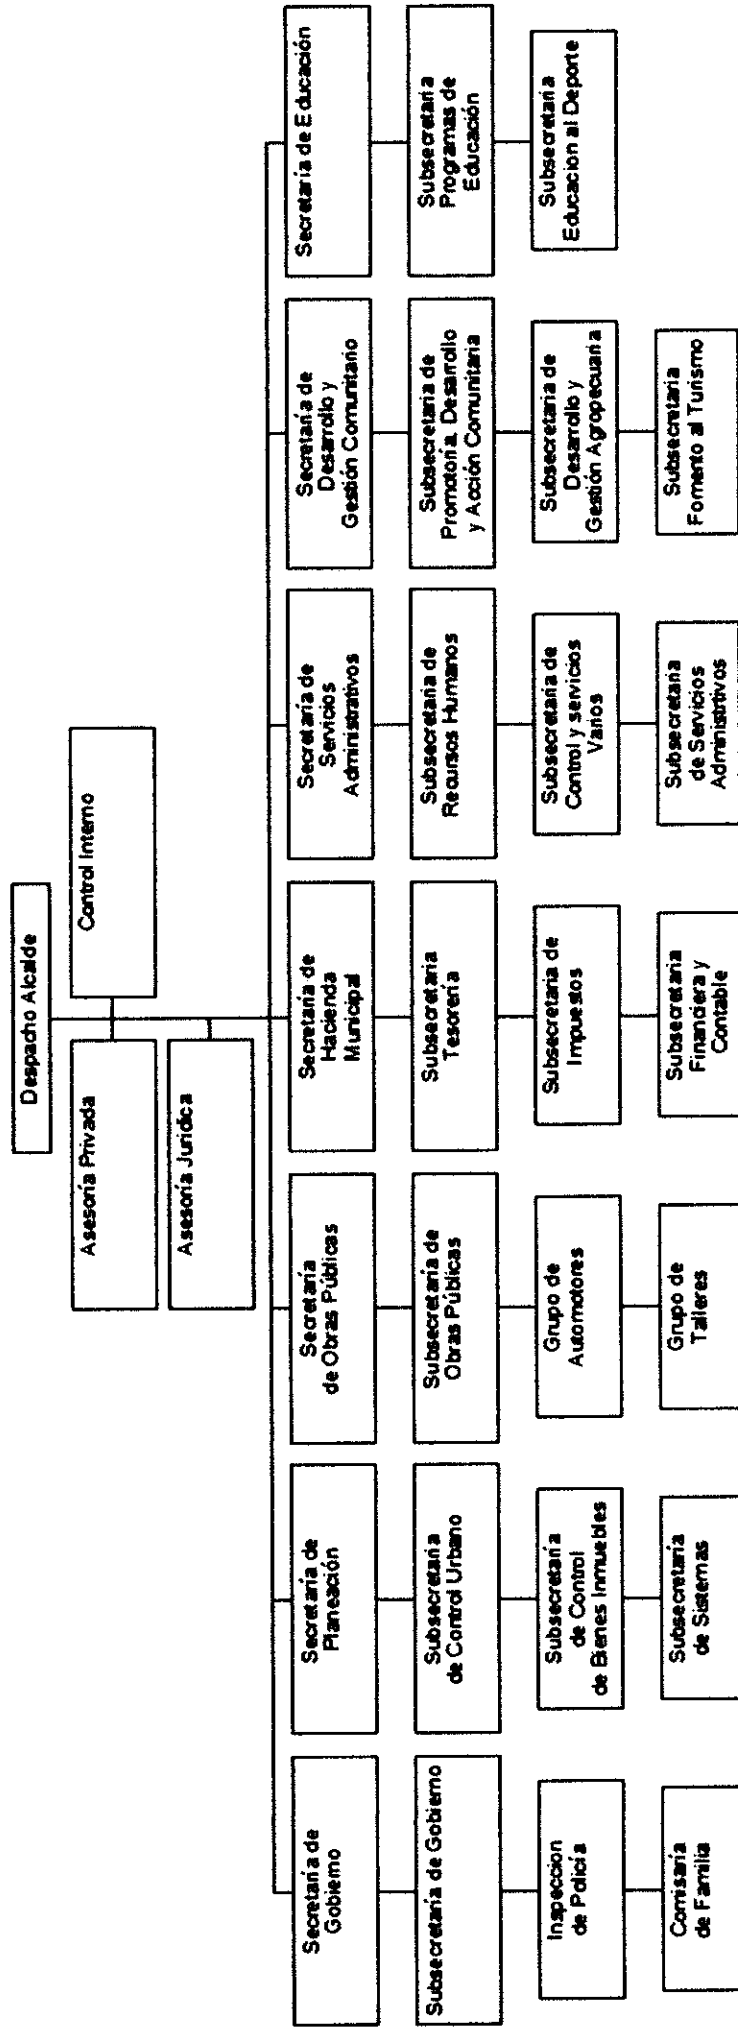 Despacho Alcalde
Asesoría Privada
Control Interno
Asesoría Jurídica
Secretaría de
Gobierno
Secretaría de
Planeación
Secretaría
de Obras Públicas
Secretaría de
Hacienda
Municipal
Secretaría de
Servicios
Administrativos
Secretaría de
Desarrollo y
Gestión Comunitario
Secretaría de Educación
Subsecretaría de Gobierno
Subsecretaría
de Control Urbano
Subsecretaría de
Obras Públicas
Subsecretaría
Tesorería
Subsecretaría de
Recursos Humanos
Subsecretaría de
Promotoría, Desarrollo
y Acción Comunitaria
Subsecretaría
Programas de
Educación
Inspeccion
de Policía
Subsecretaría
de Control
de Bienes Inmuebles
Grupo de
Automotores
Subsecretaría de
Impuestos
Subsecretaría de
Control y servicios
Varios
Subsecretaría de
Desarrollo y
Gestión Agropecuaria
Subsecretaría
Educacion al Deporte
Comisaría
de Familia
Subsecretaría
de Sistemas
Grupo de
Talleres
Subsecretaría
Financiera y
Contable
Subsecretaría
de Servicios
Administrtivos
Subsecretaría
Fomento al Turismo